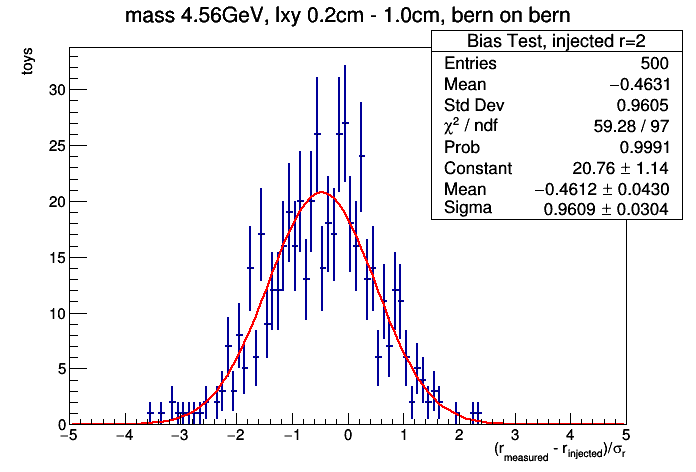 mass 4.56GeV, lxy 0.2cm - 1.0cm, bern on bern
Bias Test, injected r=2
Entries 500
Mean −0.4631
Std Dev 0.9605
χ² / ndf 59.28 / 97
Prob 0.9991
Constant 20.76 ± 1.14
Mean −0.4612 ± 0.0430
Sigma 0.9609 ± 0.0304
toys
30
25
20
15
10
5
0
−5 −4 −3 −2 −1 0 1 2 3 4 5
(r_measured - r_injected)/σ_r